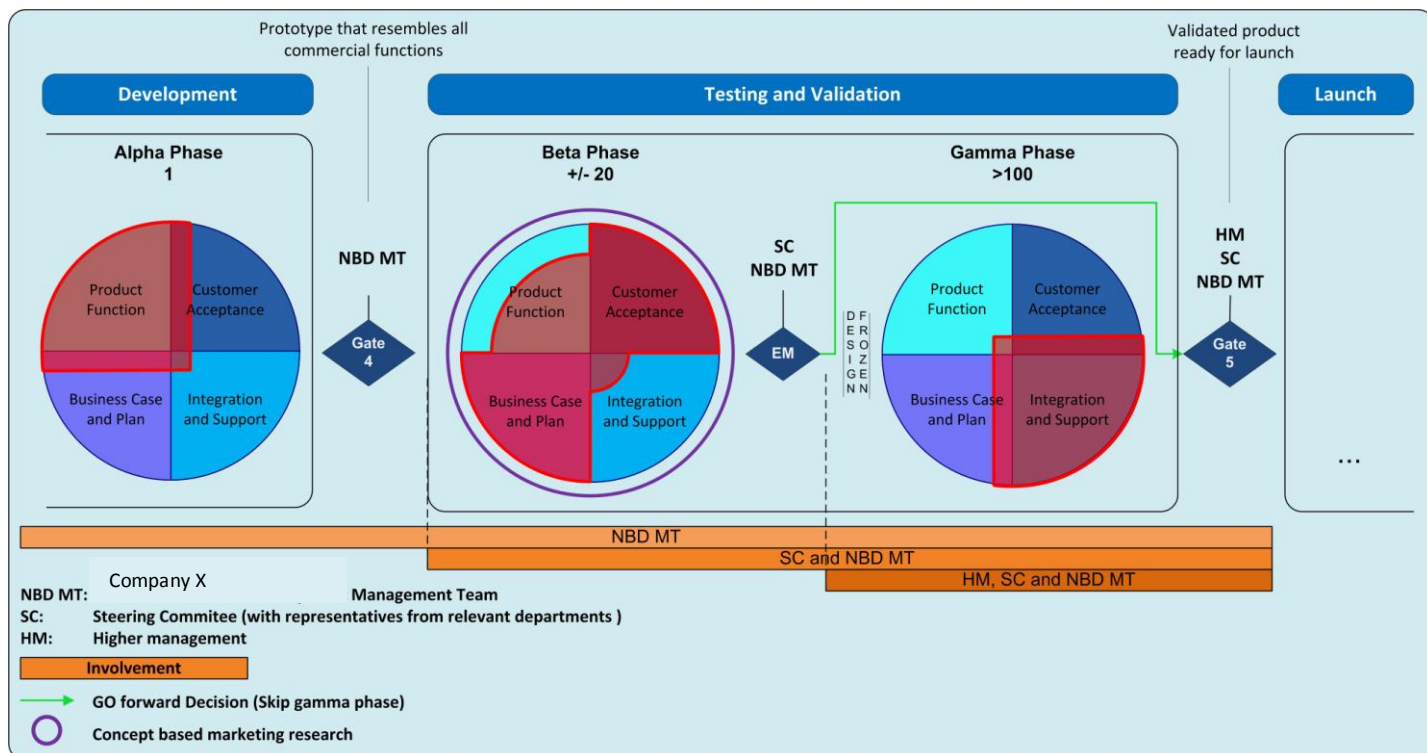 Prototype that resembles all
commercial functions
Validated product
ready for launch
Development
Testing and Validation
Launch
Alpha Phase
1
Product
Function
Customer
Acceptance
Business Case
and Plan
Integration
and Support
NBD MT
Gate
4
Beta Phase
+/- 20
Product
Function
Customer
Acceptance
Business Case
and Plan
Integration
and Support
SC
NBD MT
EM
DESIGN
FROZEN
Gamma Phase
>100
Product
Function
Customer
Acceptance
Business Case
and Plan
Integration
and Support
HM
SC
NBD MT
Gate
5
...
NBD MT
SC and NBD MT
HM, SC and NBD MT
NBD MT: Company X Management Team
SC: Steering Commitee (with representatives from relevant departments )
HM: Higher management
Involvement
GO forward Decision (Skip gamma phase)
Concept based marketing research